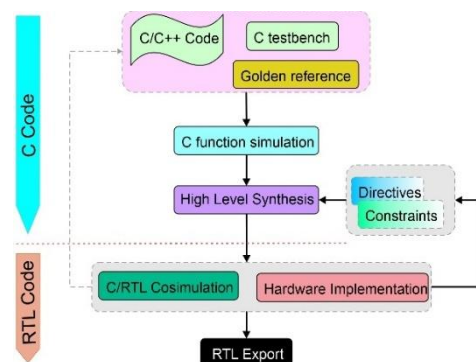 C/C++ Code
C testbench
Golden reference
C Code
C function simulation
High Level Synthesis
Directives
Constraints
RTL Code
C/RTL Cosimulation
Hardware Implementation
RTL Export